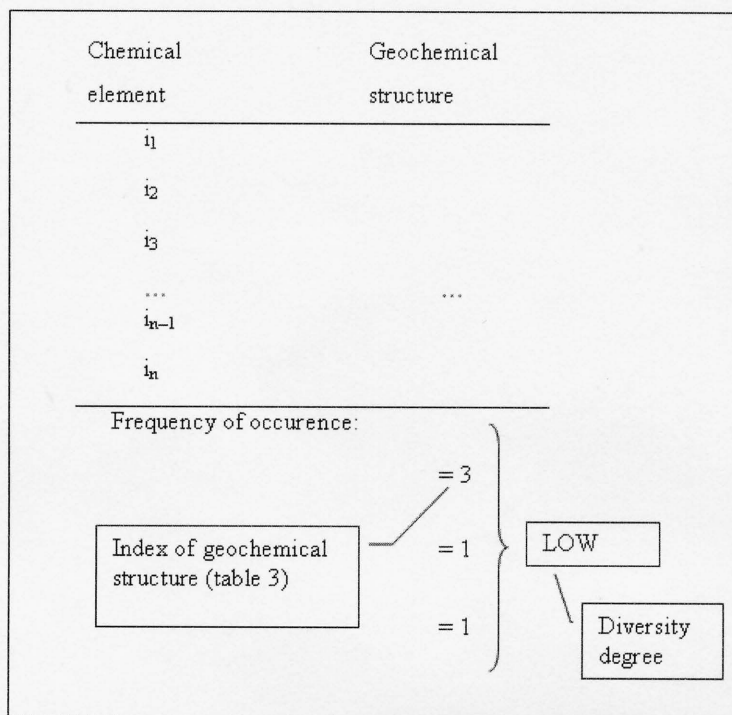 Chemical element Geochemical structure
i1
i2
i3
... ...
in–1
in
Frequency of occurence:
= 3
Index of geochemical
structure (table 3)
= 1
LOW
= 1
Diversity
degree